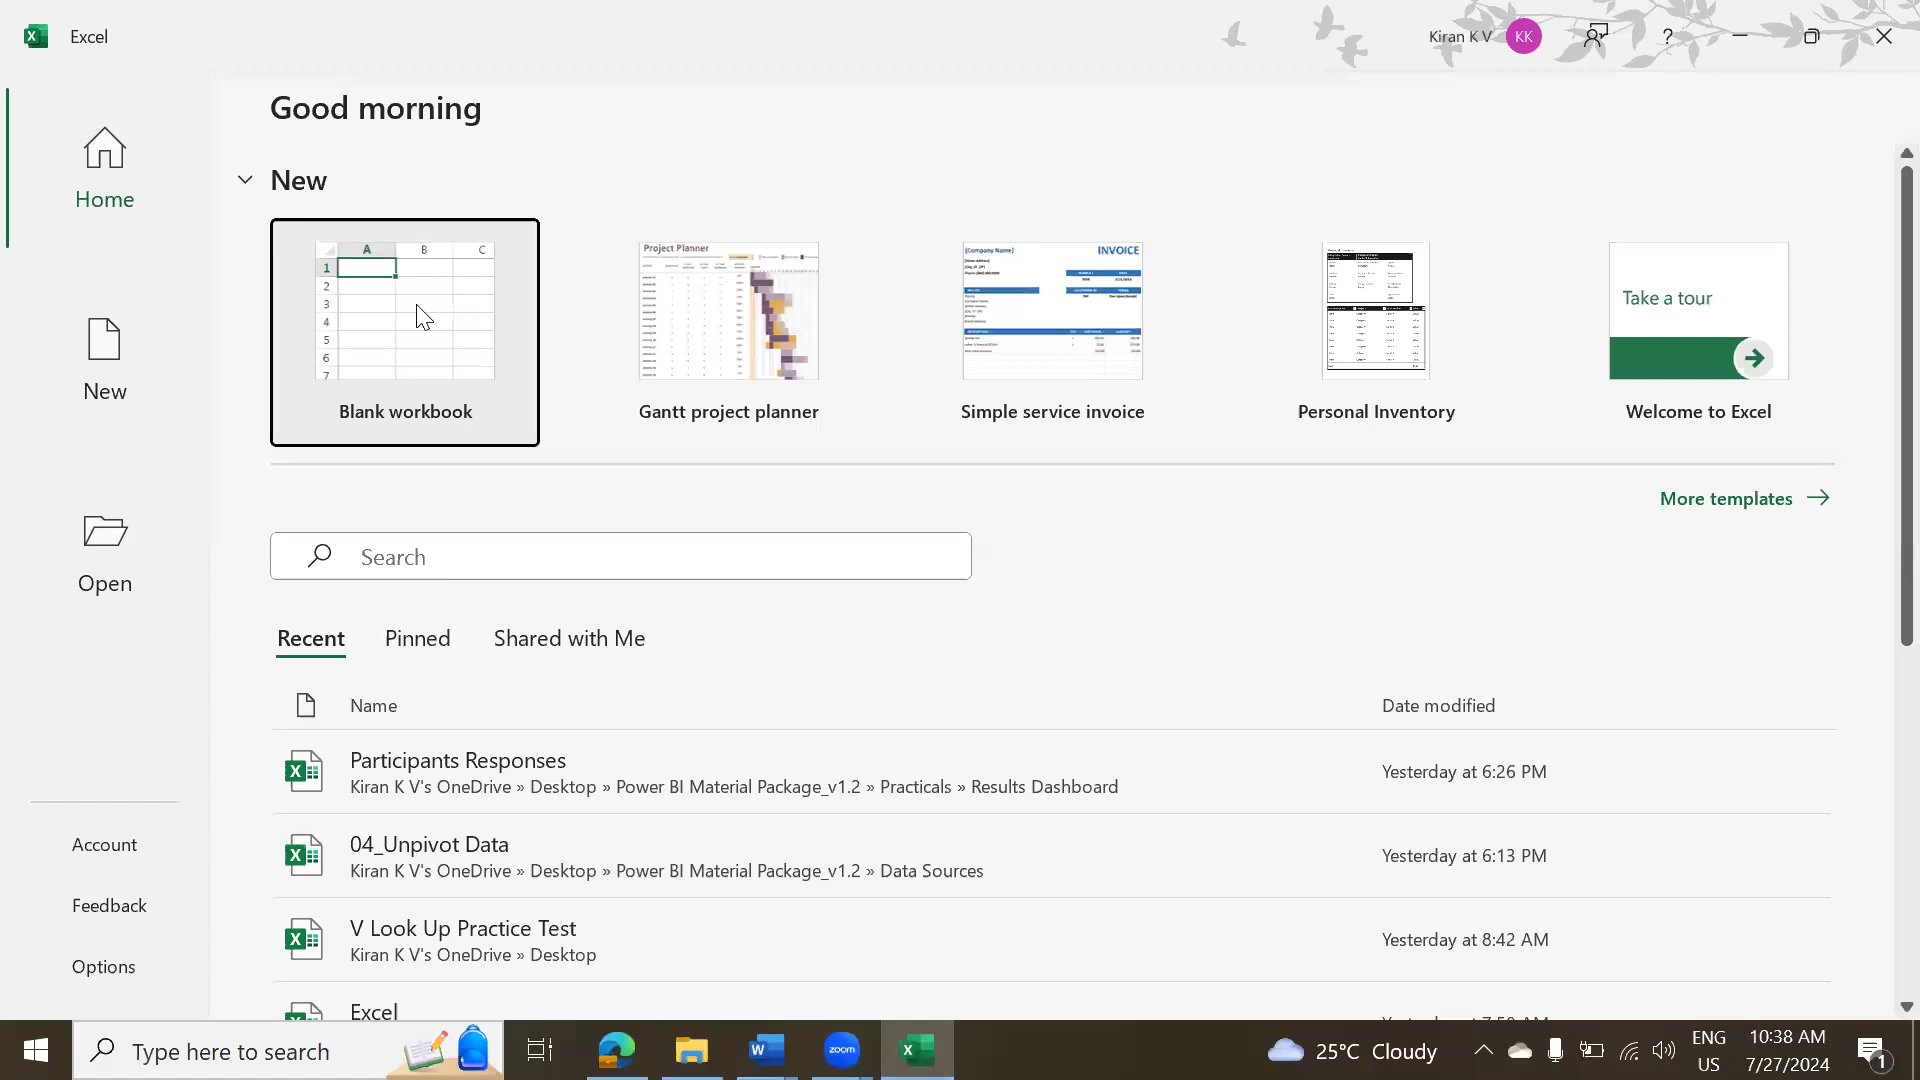 Excel
Kiran K V
KK
?
Home
New
Open
Account
Feedback
Options
Good morning
New
A B C
1
2
3
4
5
6
7
Blank workbook
Project Planner
Gantt project planner
[Company Name]
INVOICE
Simple service invoice
Personal Inventory
Take a tour
Welcome to Excel
More templates
Search
Recent Pinned Shared with Me
Name Date modified
Participants Responses
Kiran K V's OneDrive » Desktop » Power BI Material Package_v1.2 » Practicals » Results Dashboard
Yesterday at 6:26 PM
04_Unpivot Data
Kiran K V's OneDrive » Desktop » Power BI Material Package_v1.2 » Data Sources
Yesterday at 6:13 PM
V Look Up Practice Test
Kiran K V's OneDrive » Desktop
Yesterday at 8:42 AM
Excel
Type here to search
W
zoom
X
25°C Cloudy
ENG
US
10:38 AM
7/27/2024
1